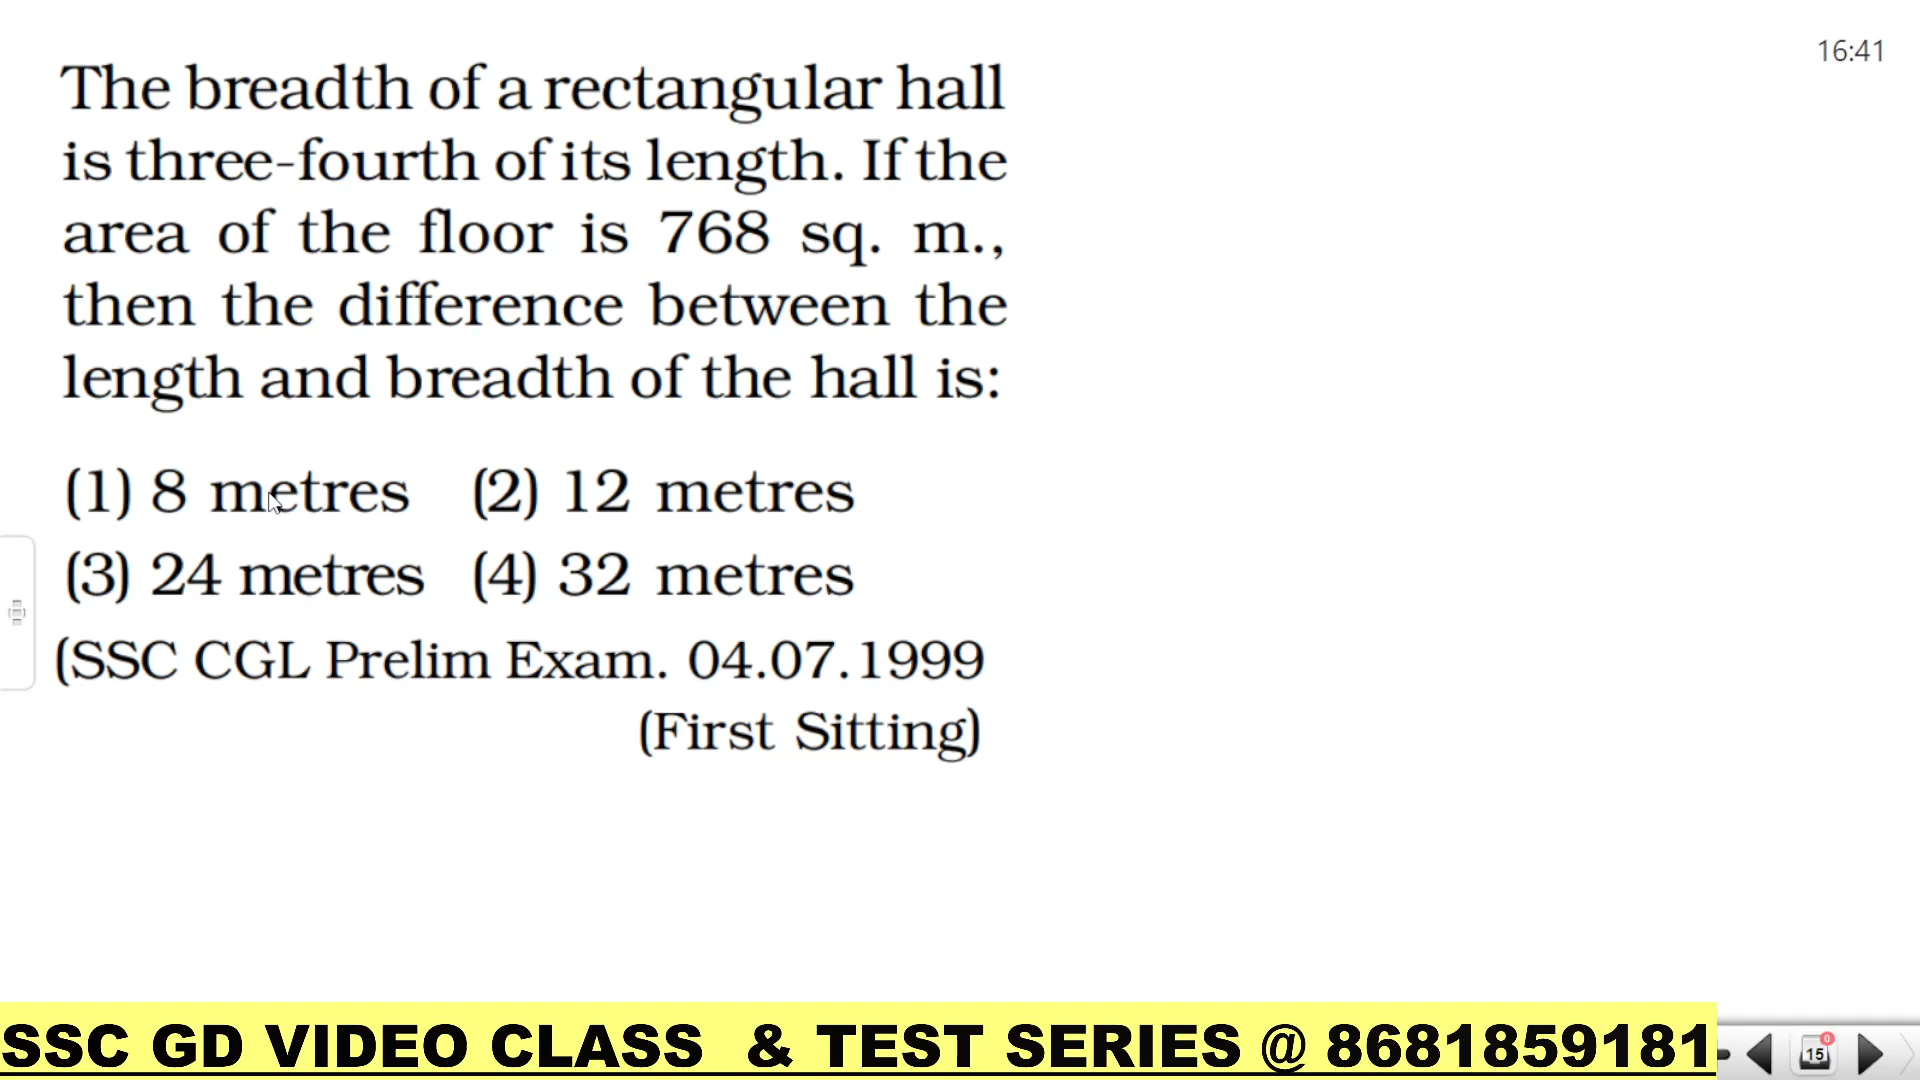 16:41
The breadth of a rectangular hall
is three-fourth of its length. If the
area of the floor is 768 sq. m.,
then the difference between the
length and breadth of the hall is:
(1) 8 metres (2) 12 metres
(3) 24 metres (4) 32 metres
(SSC CGL Prelim Exam. 04.07.1999
(First Sitting)
SSC GD VIDEO CLASS & TEST SERIES @ 8681859181
0
15